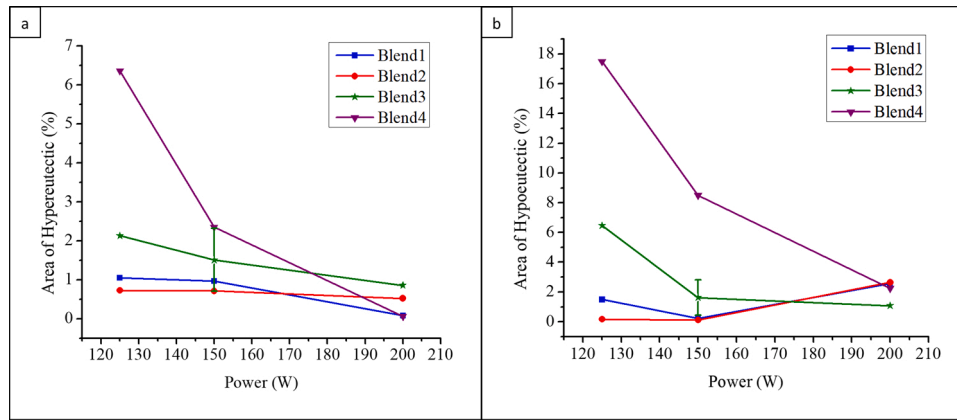 a
7
6
5
4
3
2
1
0
Area of Hypereutectic (%)
Blend1
Blend2
Blend3
Blend4
120 130 140 150 160 170 180 190 200 210
Power (W)
b
18
16
14
12
10
8
6
4
2
0
Area of Hypoeutectic (%)
Blend1
Blend2
Blend3
Blend4
120 130 140 150 160 170 180 190 200 210
Power (W)